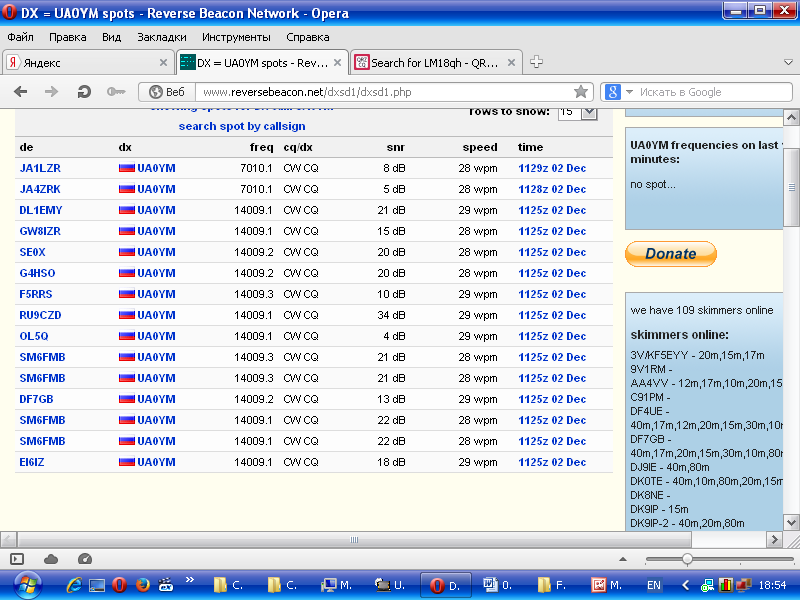 DX = UA0YM spots - Reverse Beacon Network - Opera
Файл Правка Вид Закладки Инструменты Справка
Яндекс DX = UA0YM spots - Rev... Search for LM18qh - QR...
Веб www.reversebeacon.net/dxsd1/dxsd1.php Искать в Google
rows to show: 15
search spot by callsign
de dx freq cq/dx snr speed time
JA1LZR UA0YM 7010.1 CW CQ 8 dB 28 wpm 1129z 02 Dec
JA4ZRK UA0YM 7010.1 CW CQ 5 dB 28 wpm 1128z 02 Dec
DL1EMY UA0YM 14009.1 CW CQ 21 dB 29 wpm 1125z 02 Dec
GW8IZR UA0YM 14009.1 CW CQ 15 dB 28 wpm 1125z 02 Dec
SE0X UA0YM 14009.2 CW CQ 20 dB 28 wpm 1125z 02 Dec
G4HSO UA0YM 14009.2 CW CQ 20 dB 28 wpm 1125z 02 Dec
F5RRS UA0YM 14009.3 CW CQ 10 dB 29 wpm 1125z 02 Dec
RU9CZD UA0YM 14009.1 CW CQ 34 dB 29 wpm 1125z 02 Dec
OL5Q UA0YM 14009.1 CW CQ 4 dB 29 wpm 1125z 02 Dec
SM6FMB UA0YM 14009.3 CW CQ 21 dB 28 wpm 1125z 02 Dec
SM6FMB UA0YM 14009.3 CW CQ 21 dB 28 wpm 1125z 02 Dec
DF7GB UA0YM 14009.2 CW CQ 13 dB 29 wpm 1125z 02 Dec
SM6FMB UA0YM 14009.1 CW CQ 22 dB 28 wpm 1125z 02 Dec
SM6FMB UA0YM 14009.1 CW CQ 22 dB 28 wpm 1125z 02 Dec
EI6IZ UA0YM 14009.1 CW CQ 18 dB 29 wpm 1125z 02 Dec
UA0YM frequencies on last
minutes:
no spot...
Donate
we have 109 skimmers online
skimmers online:
3V/KF5EYY - 20m,15m,17m
9V1RM -
AA4VV - 12m,17m,10m,20m,15
C91PM -
DF4UE -
40m,17m,12m,20m,15m,30m,10m
DF7GB -
40m,17m,20m,15m,30m,10m,80m
DJ9IE - 40m,80m
DK0TE - 40m,10m,80m,20m,15m
DK8NE -
DK9IP - 15m
DK9IP-2 - 40m,20m,80m
C. C. M. U. D. O. F. M. EN 18:54